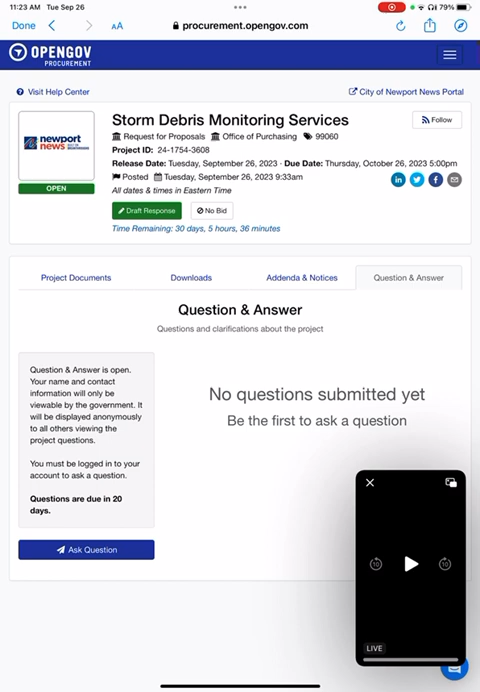 11:23 AM Tue Sep 26
79%
Done
AA
procurement.opengov.com
OPENGOV
PROCUREMENT
Visit Help Center
City of Newport News Portal
newport
news
OPEN
Storm Debris Monitoring Services
Follow
Request for Proposals Office of Purchasing 99060
Project ID: 24-1754-3608
Release Date: Tuesday, September 26, 2023 · Due Date: Thursday, October 26, 2023 5:00pm
Posted Tuesday, September 26, 2023 9:33am
All dates & times in Eastern Time
Draft Response
No Bid
Time Remaining: 30 days, 5 hours, 36 minutes
Project Documents
Downloads
Addenda & Notices
Question & Answer
Question & Answer
Questions and clarifications about the project
Question & Answer is open.
Your name and contact
information will only be
viewable by the government. It
will be displayed anonymously
to all others viewing the
project questions.
You must be logged in to your
account to ask a question.
Questions are due in 20
days.
Ask Question
No questions submitted yet
Be the first to ask a question
10
10
LIVE